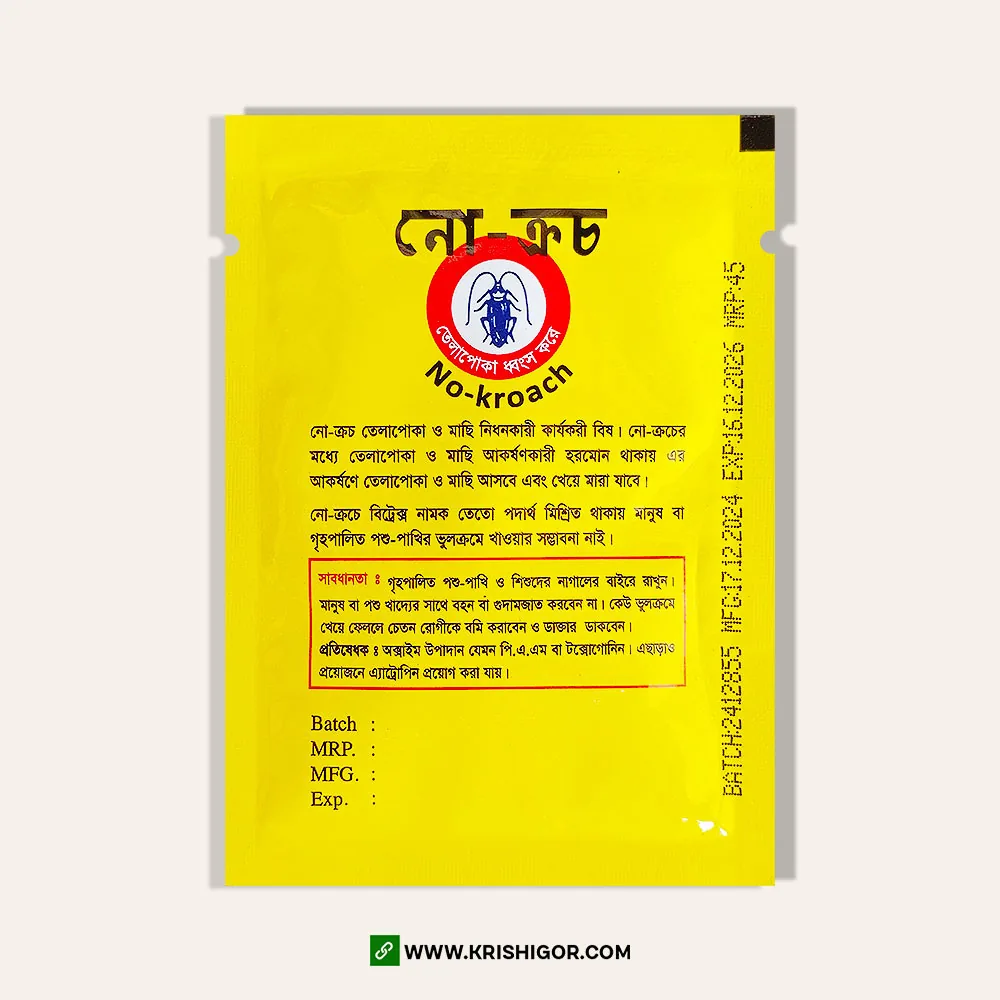 নো-ক্রচ
তেলাপোকা ধ্বংস করে
No-kroach
নো-ক্রচ তেলাপোকা ও মাছি নিধনকারী কার্যকরী বিষ। নো-ক্রচের
মধ্যে তেলাপোকা ও মাছি আকর্ষণকারী হরমোন থাকায় এর
আকর্ষণে তেলাপোকা ও মাছি আসবে এবং খেয়ে মারা যাবে।
নো-ক্রচে বিট্রেক্স নামক তেতো পদার্থ মিশ্রিত থাকায় মানুষ বা
গৃহপালিত পশু-পাখির ভুলক্রমে খাওয়ার সম্ভাবনা নাই।
সাবধানতা ঃ গৃহপালিত পশু-পাখি ও শিশুদের নাগালের বাইরে রাখুন।
মানুষ বা পশু খাদ্যের সাথে বহন বা গুদামজাত করবেন না। কেউ ভুলক্রমে
খেয়ে ফেললে চেতন রোগীকে বমি করাবেন ও ডাক্তার ডাকবেন।
প্রতিষেধক ঃ অক্সাইম উপাদান যেমন পি.এ.এম বা টক্সোগোনিন। এছাড়াও
প্রয়োজনে এ্যাট্রোপিন প্রয়োগ করা যায়।
Batch :
MRP. :
MFG. :
Exp. :
BATCH:2412855 MFG:17.12.2024 EXP:16.12.2026 MRP:45
WWW.KRISHIGOR.COM